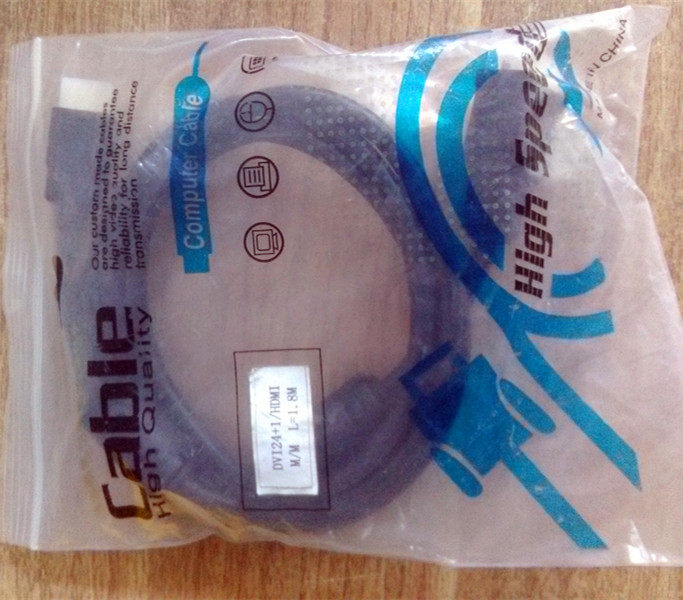 Cable
High Quality
Our custom made cables
are designed to guarantee
high video quality and
reliability for long distance
transmission
Computer Cable
DVI24+1/HDMI
M/M L=1.8M
High Speed
IN CHINA